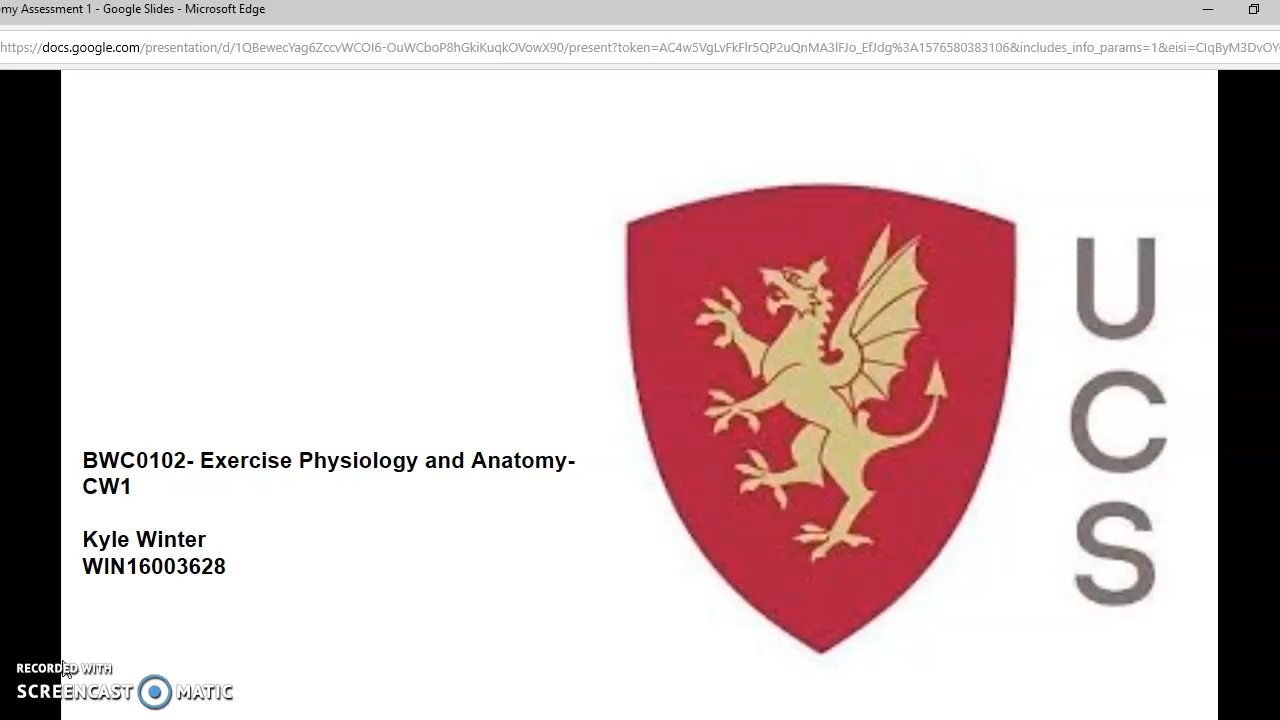 my Assessment 1 - Google Slides - Microsoft Edge
https://docs.google.com/presentation/d/1QBewecYag6ZccvWCOI6-OuWCboP8hGkiKuqkOVowX90/present?token=AC4w5VgLvFkFlr5QP2uQnMA3lFJo_EfJdg%3A1576580383106&includes_info_params=1&eisi=CIqByM3DvOY
BWC0102- Exercise Physiology and Anatomy-
CW1
Kyle Winter
WIN16003628
U
C
S
RECORDED WITH
SCREENCAST MATIC